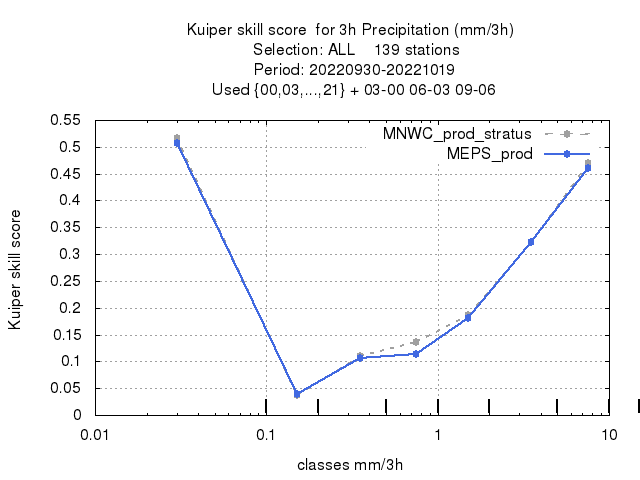 Kuiper skill score  for 3h Precipitation (mm/3h)
Selection: ALL    139 stations
Period: 20220930-20221019
Used {00,03,...,21} + 03-00 06-03 09-06
MNWC_prod_stratus
MEPS_prod
0.55
0.5
0.45
0.4
0.35
0.3
0.25
0.2
0.15
0.1
0.05
0
Kuiper skill score
0.01
0.1
1
10
classes mm/3h